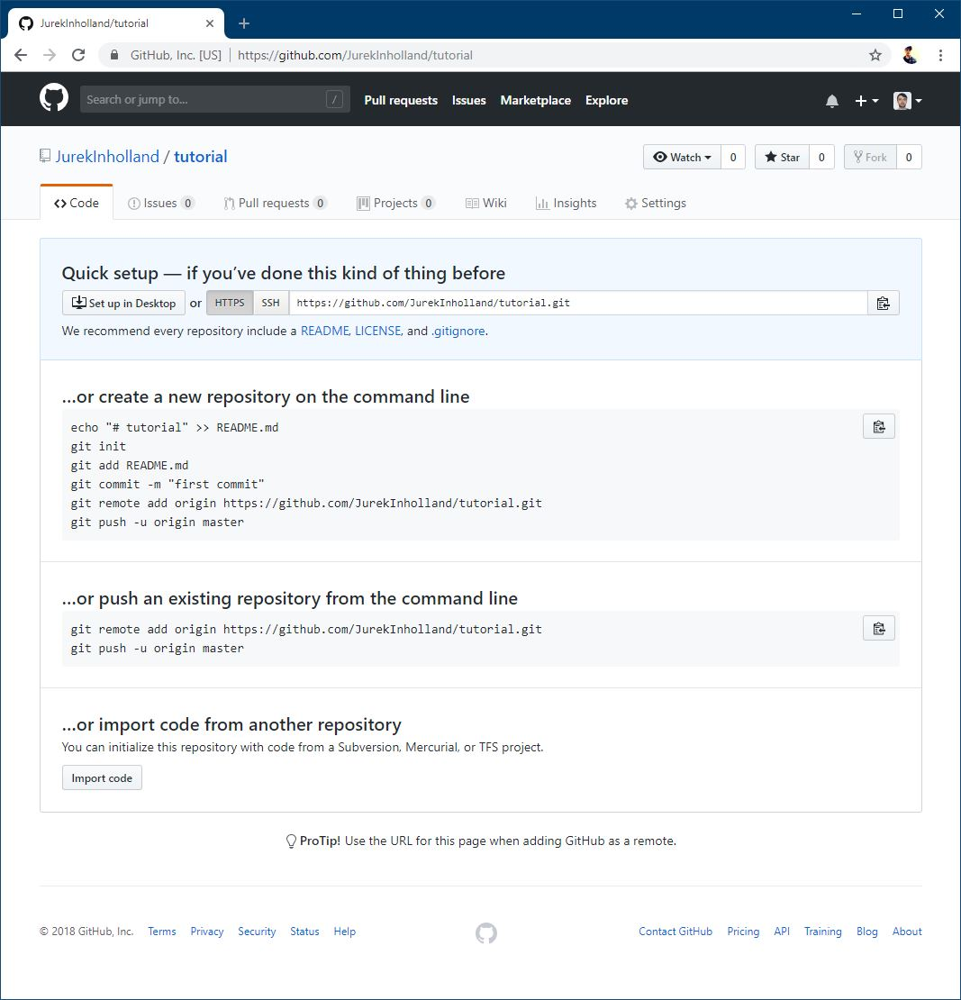 JurekInholland/tutorial
GitHub, Inc. [US] https://github.com/JurekInholland/tutorial
Search or jump to... / Pull requests Issues Marketplace Explore
JurekInholland / tutorial Watch 0 Star 0 Fork 0
Code Issues 0 Pull requests 0 Projects 0 Wiki Insights Settings
Quick setup — if you’ve done this kind of thing before
Set up in Desktop or HTTPS SSH https://github.com/JurekInholland/tutorial.git
We recommend every repository include a README, LICENSE, and .gitignore.
…or create a new repository on the command line
echo "# tutorial" >> README.md
git init
git add README.md
git commit -m "first commit"
git remote add origin https://github.com/JurekInholland/tutorial.git
git push -u origin master
…or push an existing repository from the command line
git remote add origin https://github.com/JurekInholland/tutorial.git
git push -u origin master
…or import code from another repository
You can initialize this repository with code from a Subversion, Mercurial, or TFS project.
Import code
ProTip! Use the URL for this page when adding GitHub as a remote.
© 2018 GitHub, Inc. Terms Privacy Security Status Help Contact GitHub Pricing API Training Blog About